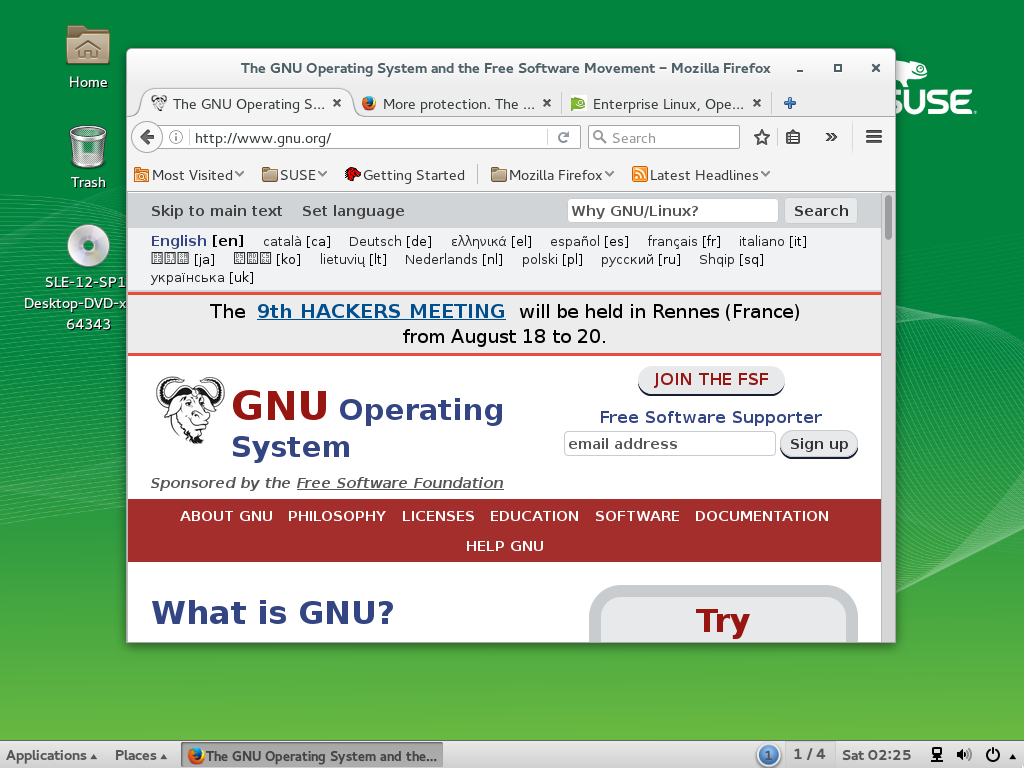 Home
Trash
SLE-12-SP1
Desktop-DVD-x
64343
SUSE
The GNU Operating System and the Free Software Movement – Mozilla Firefox
The GNU Operating S...
More protection. The ...
Enterprise Linux, Ope...
http://www.gnu.org/
Search
Most Visited
SUSE
Getting Started
Mozilla Firefox
Latest Headlines
Skip to main text
Set language
Why GNU/Linux?
Search
English [en] català [ca] Deutsch [de] ελληνικά [el] español [es] français [fr] italiano [it]
[ja] [ko] lietuvių [lt] Nederlands [nl] polski [pl] русский [ru] Shqip [sq]
українська [uk]
The 9th HACKERS MEETING will be held in Rennes (France)
from August 18 to 20.
GNU Operating
System
Sponsored by the Free Software Foundation
JOIN THE FSF
Free Software Supporter
email address
Sign up
ABOUT GNU PHILOSOPHY LICENSES EDUCATION SOFTWARE DOCUMENTATION
HELP GNU
What is GNU?
Try
Applications
Places
The GNU Operating System and the...
1
1 / 4
Sat 02:25